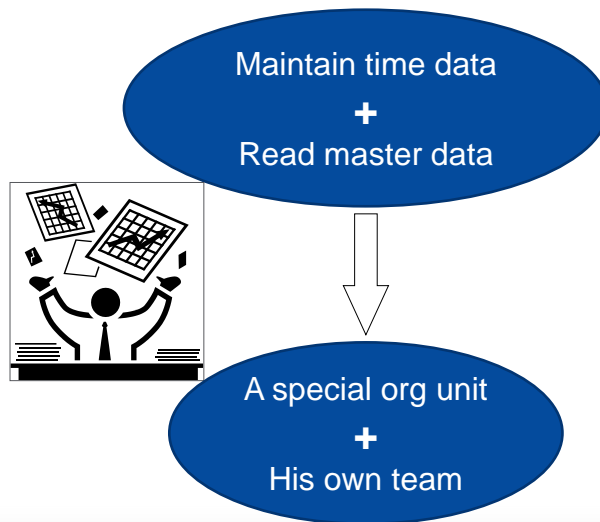 Maintain time data
+
Read master data
A special org unit
+
His own team